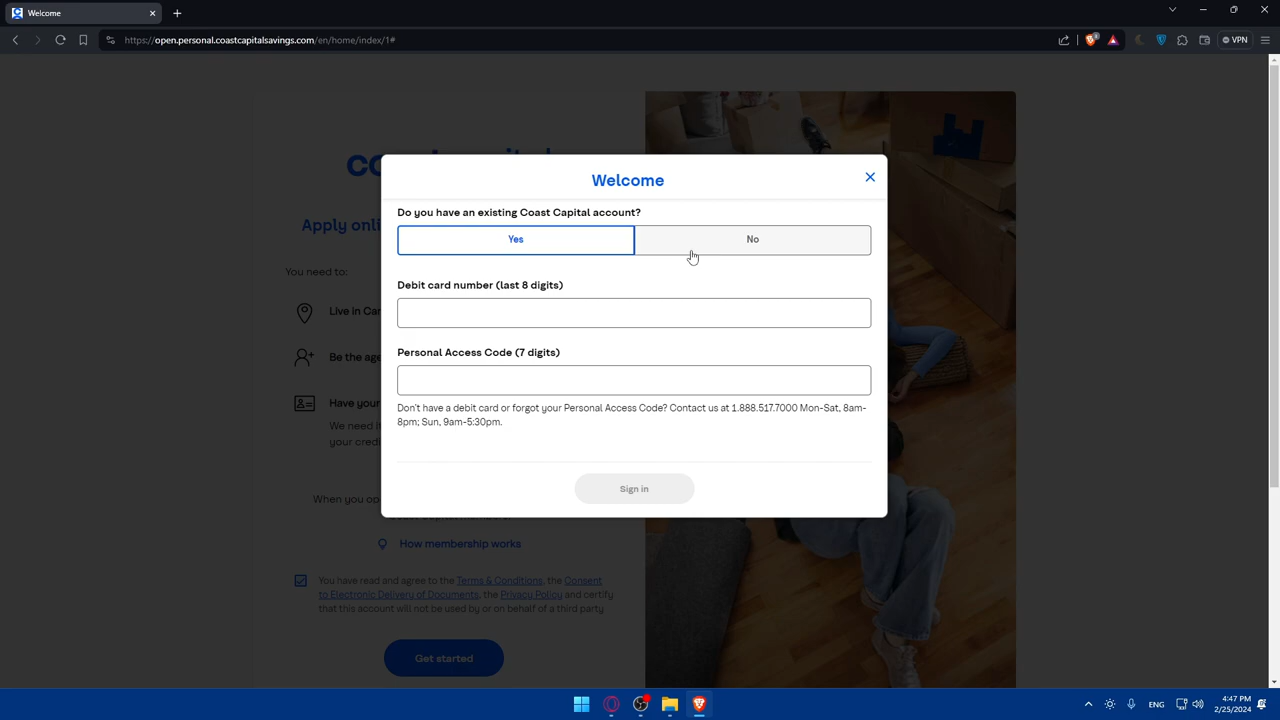 Welcome
https://open.personal.coastcapitalsavings.com/en/home/index/1#
VPN
Welcome
Do you have an existing Coast Capital account?
Yes
No
Debit card number (last 8 digits)
Personal Access Code (7 digits)
Don't have a debit card or forgot your Personal Access Code? Contact us at 1.888.517.7000 Mon-Sat, 8am-
8pm; Sun, 9am-5:30pm.
Sign in
Apply onli
You need to:
Live in Can
Be the age
Have your
We need i
your credi
When you op
How membership works
You have read and agree to the Terms & Conditions, the Consent
to Electronic Delivery of Documents, the Privacy Policy and certify
that this account will not be used by or on behalf of a third party
Get started
ENG
4:47 PM
2/25/2024